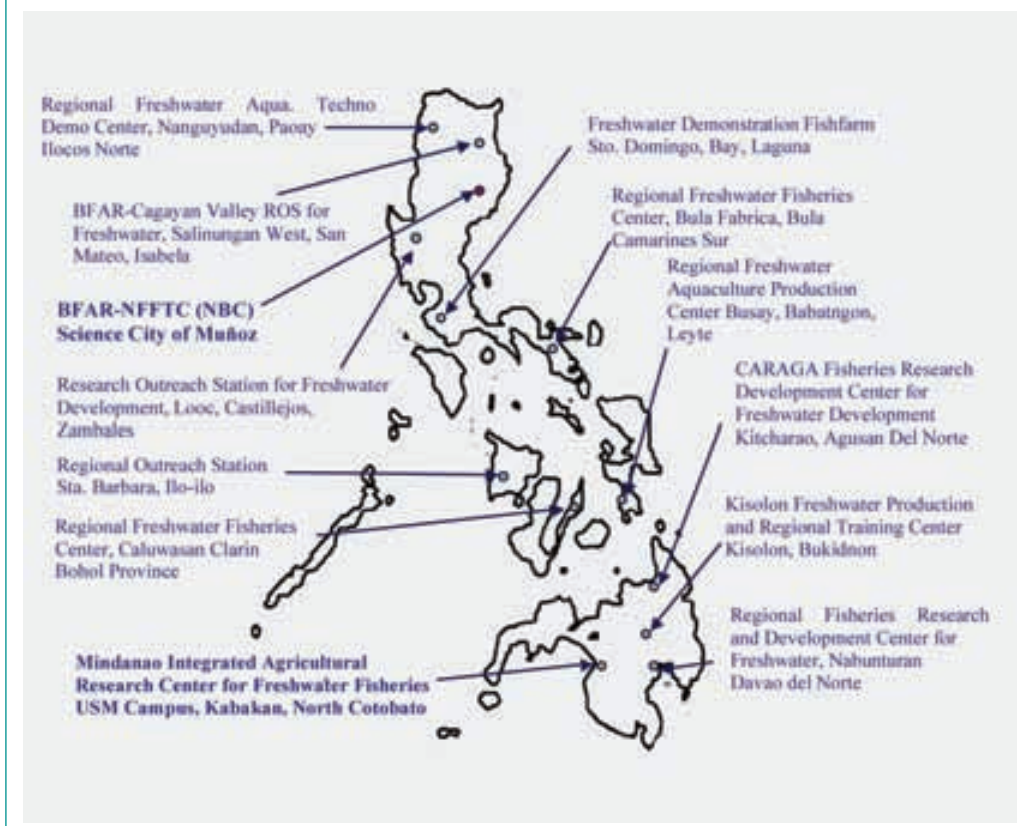 Regional Freshwater Aqua. Techno
Demo Center, Nanguyudan, Paoay
Ilocos Norte
BFAR-Cagayan Valley ROS for
Freshwater, Salinungan West, San
Mateo, Isabela
BFAR-NFFTC (NBC)
Science City of Muñoz
Research Outreach Station for Freshwater
Development, Looc, Castillejos,
Zambales
Regional Outreach Station
Sta. Barbara, Ilo-ilo
Regional Freshwater Fisheries
Center, Caluwasan Clarin
Bohol Province
Mindanao Integrated Agricultural
Research Center for Freshwaler Fisheries
USM Campus, Kabakan, North Cotobato
Freshwater Demonstration Fishfarm
Sto. Domingo, Bay, Laguna
Regional Freshwater Fisheries
Center, Bula Fabrica, Bula
Camarines Sur
Regional Freshwater
Aquaculture Production
Center Busay, Babatngon,
Leyte
CARAGA Fisheries Research
Development Center for
Freshwater Development
Kitcharao, Agusan Del Norte
Kisolon Freshwater Production
and Regional Training Center
Kisolon, Bukidnon
Regional Fisheries Research
and Development Center for
Freshwater, Nabunturan
Davao del Norte